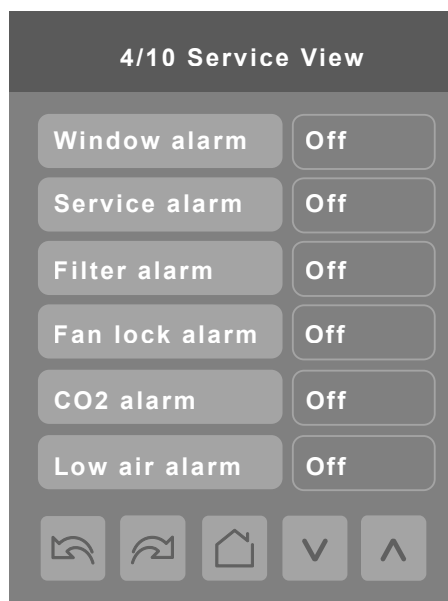 4/10 Service View
Window alarm Off
Service alarm Off
Filter alarm Off
Fan lock alarm Off
CO2 alarm Off
Low air alarm Off